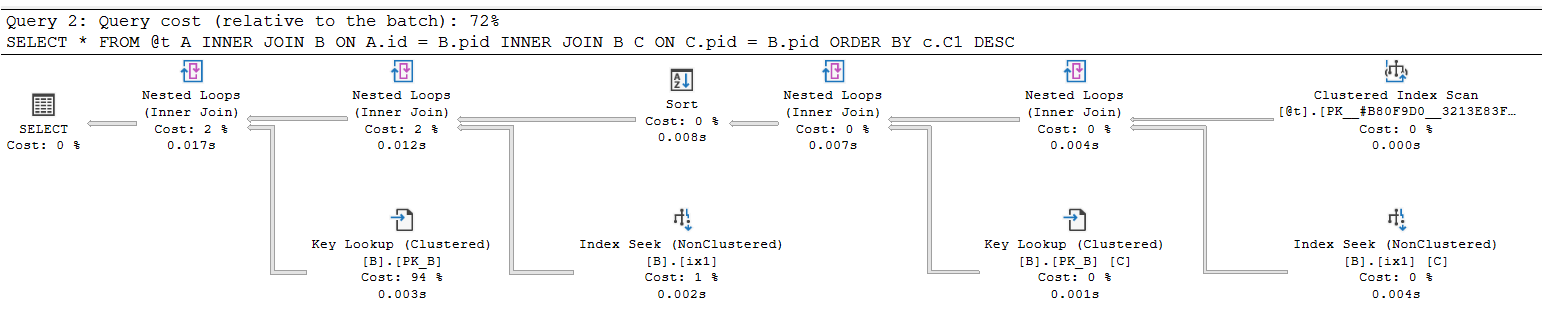 Query 2: Query cost (relative to the batch): 72%
SELECT * FROM @t A INNER JOIN B ON A.id = B.pid INNER JOIN B C ON C.pid = B.pid ORDER BY c.C1 DESC
SELECT
Cost: 0 %
Nested Loops
(Inner Join)
Cost: 2 %
0.017s
Nested Loops
(Inner Join)
Cost: 2 %
0.012s
Sort
Cost: 0 %
0.008s
Nested Loops
(Inner Join)
Cost: 0 %
0.007s
Nested Loops
(Inner Join)
Cost: 0 %
0.004s
Clustered Index Scan
[@t].[PK__#B80F9D0__3213E83F…
Cost: 0 %
0.000s
Key Lookup (Clustered)
[B].[PK_B]
Cost: 94 %
0.003s
Index Seek (NonClustered)
[B].[ix1]
Cost: 1 %
0.002s
Key Lookup (Clustered)
[B].[PK_B] [C]
Cost: 0 %
0.001s
Index Seek (NonClustered)
[B].[ix1] [C]
Cost: 0 %
0.004s